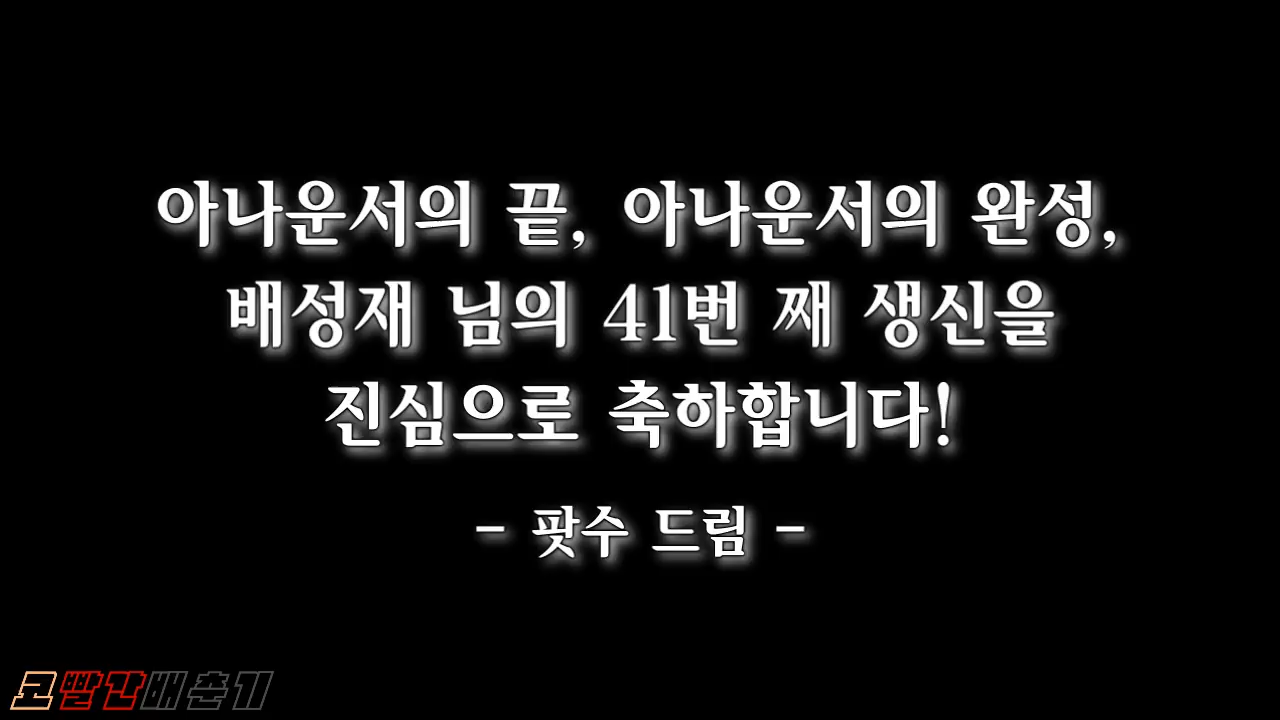 아나운서의 끝, 아나운서의 완성,
배성재 님의 41번 째 생신을
진심으로 축하합니다!
- 팟수 드림 -
코빨간배춘기